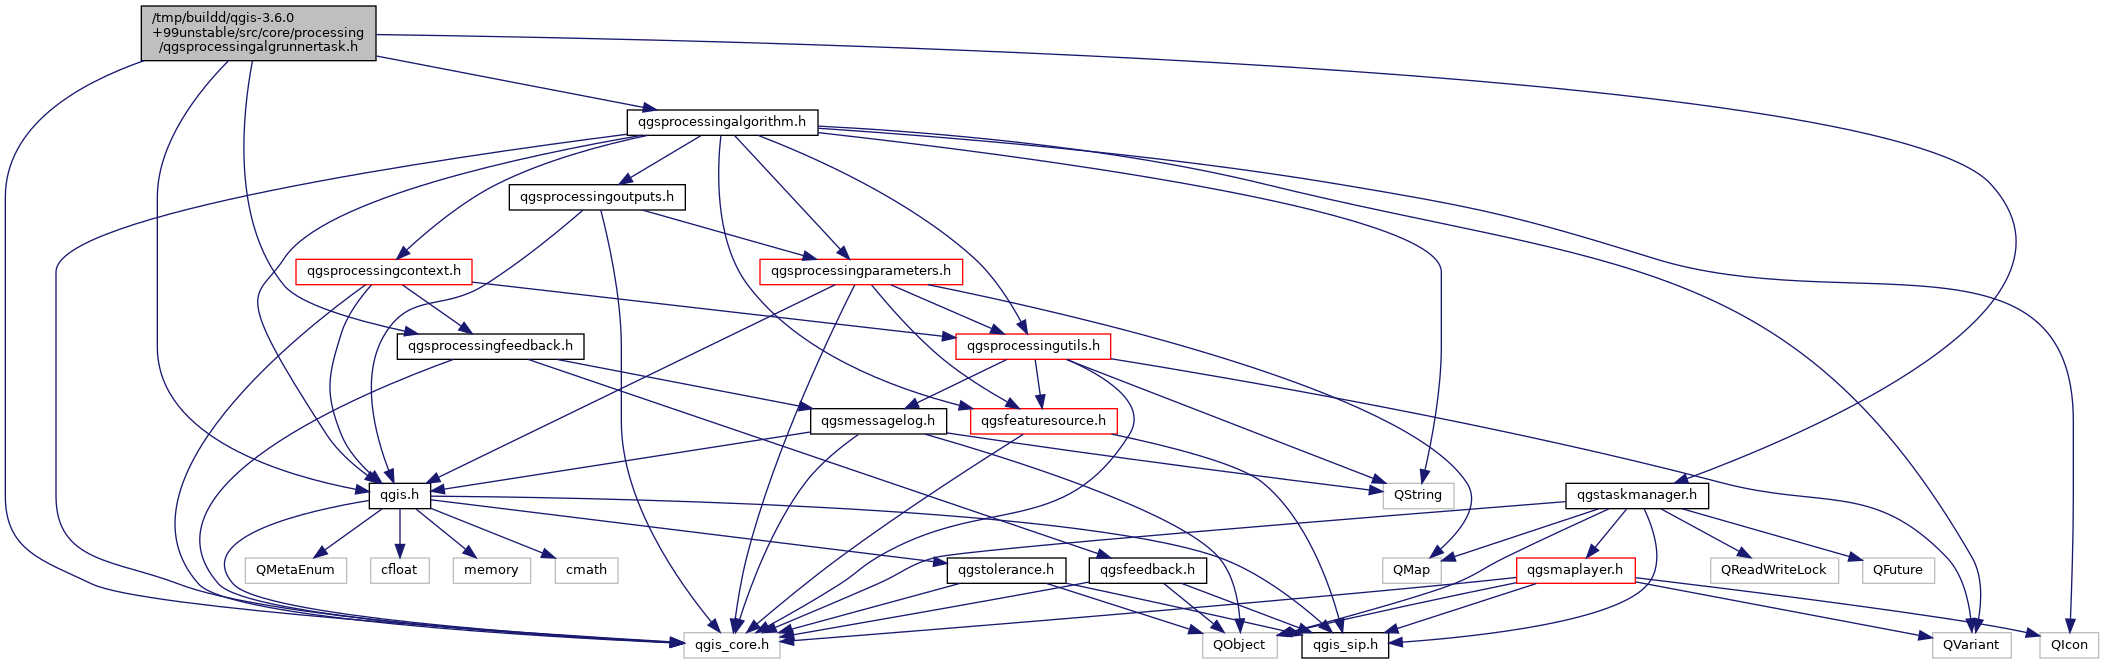 /tmp/buildd/qgis-3.6.0
+99unstable/src/core/processing
/qgsprocessingalgrunnertask.h
qgsprocessingalgorithm.h
qgsprocessingoutputs.h
qgsprocessingcontext.h
qgsprocessingparameters.h
qgsprocessingfeedback.h
qgsprocessingutils.h
qgsmessagelog.h
qgsfeaturesource.h
qgis.h
QString
qgstaskmanager.h
QMetaEnum
cfloat
memory
cmath
qgstolerance.h
qgsfeedback.h
QMap
qgsmaplayer.h
QReadWriteLock
QFuture
qgis_core.h
QObject
qgis_sip.h
QVariant
QIcon